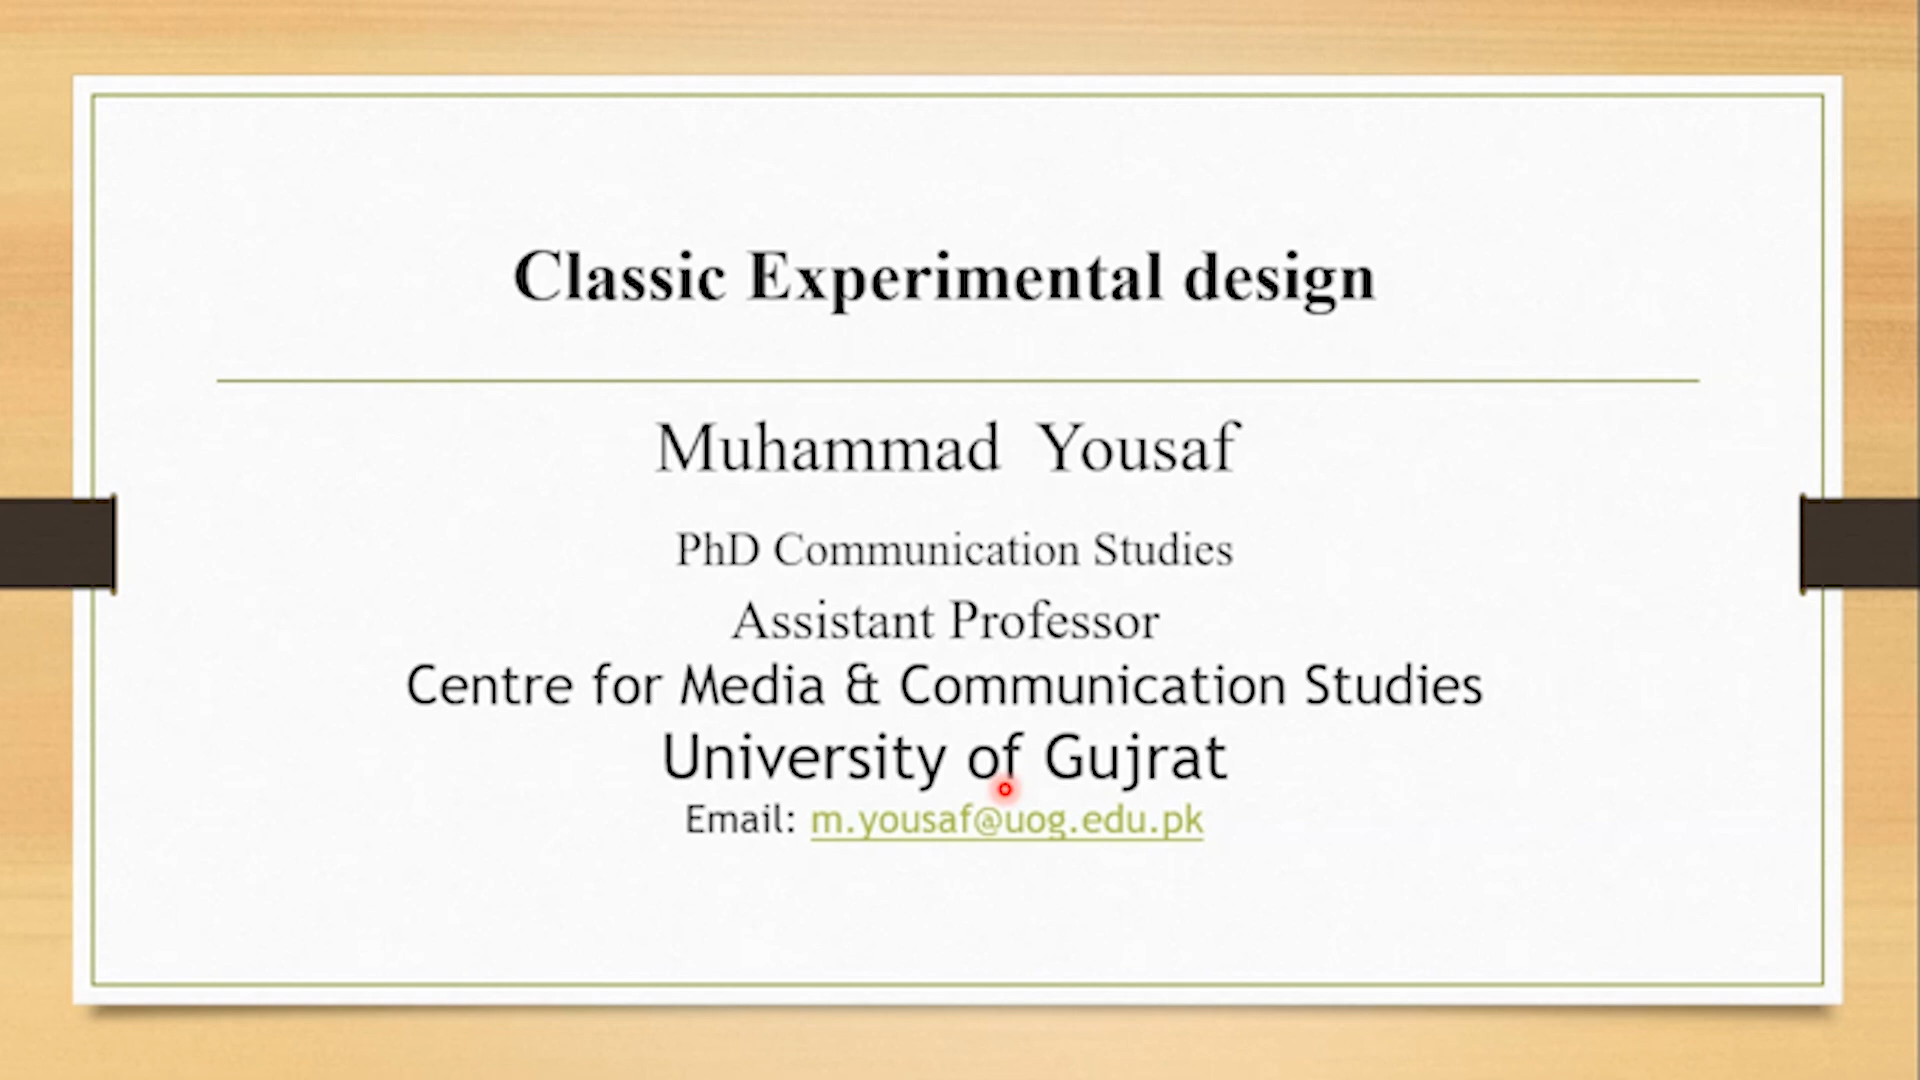 Classic Experimental design
Muhammad Yousaf
PhD Communication Studies
Assistant Professor
Centre for Media & Communication Studies
University of Gujrat
Email: m.yousaf@uog.edu.pk